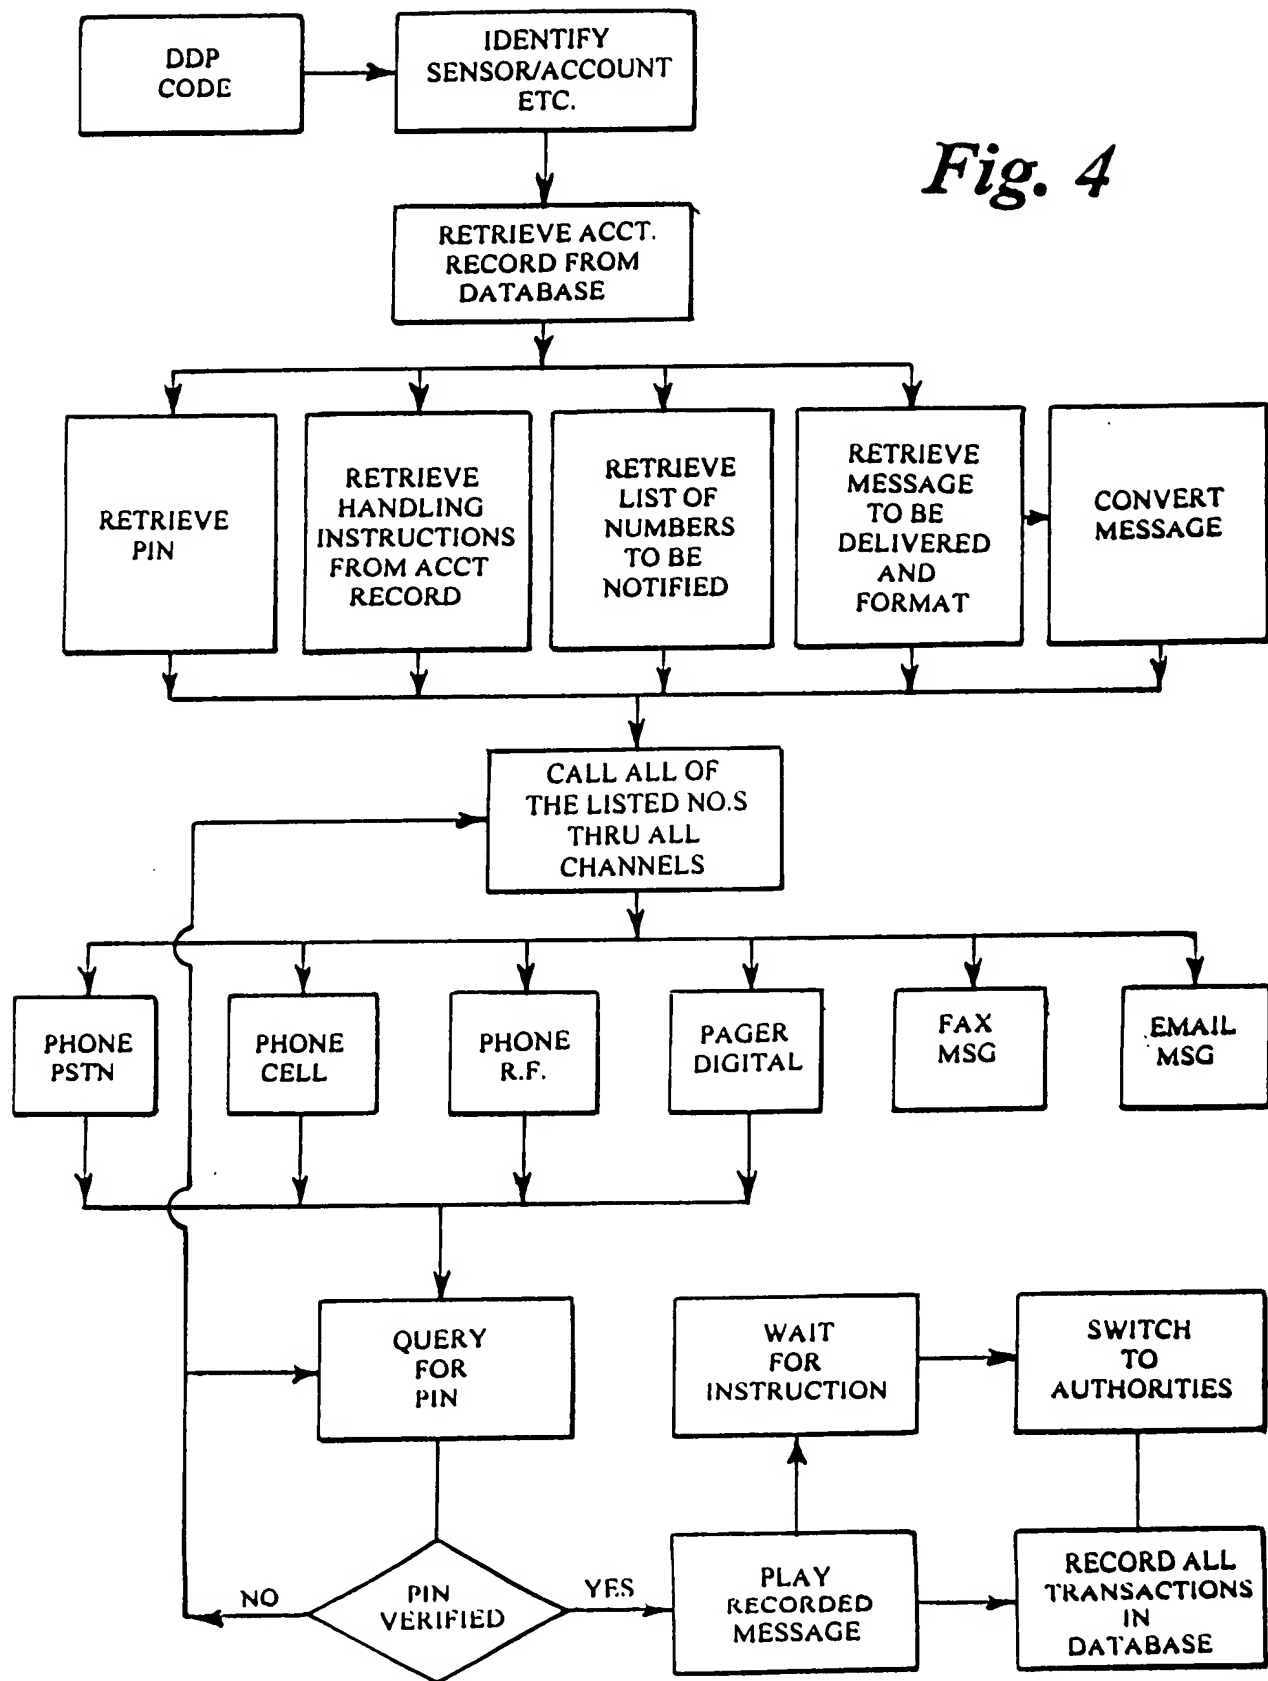 DDP
CODE
IDENTIFY
SENSOR/ACCOUNT
ETC.
Fig. 4
RETRIEVE ACCT.
RECORD FROM
DATABASE
RETRIEVE
PIN
RETRIEVE
HANDLING
INSTRUCTIONS
FROM ACCT
RECORD
RETRIEVE
LIST OF
NUMBERS
TO BE
NOTIFIED
RETRIEVE
MESSAGE
TO BE
DELIVERED
AND
FORMAT
CONVERT
MESSAGE
CALL ALL OF
THE LISTED NO.S
THRU ALL
CHANNELS
PHONE
PSTN
PHONE
CELL
PHONE
R.F.
PAGER
DIGITAL
FAX
MSG
EMAIL
MSG
QUERY
FOR
PIN
WAIT
FOR
INSTRUCTION
SWITCH
TO
AUTHORITIES
NO
PIN
VERIFIED
YES
PLAY
RECORDED
MESSAGE
RECORD ALL
TRANSACTIONS
IN
DATABASE